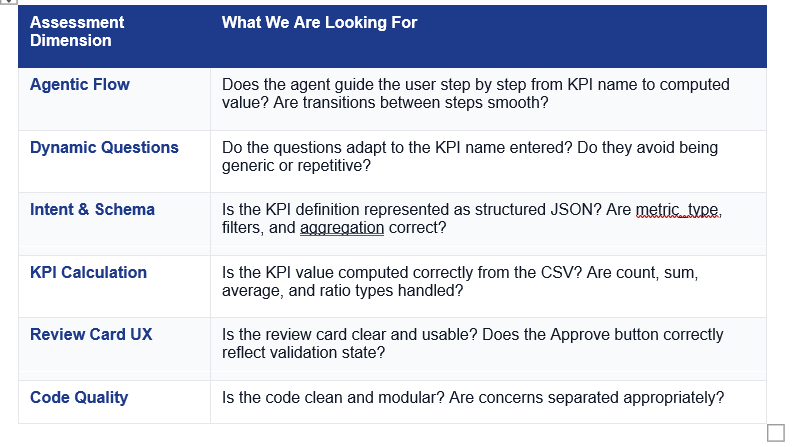 Assessment Dimension
What We Are Looking For
Agentic Flow
Does the agent guide the user step by step from KPI name to computed
value? Are transitions between steps smooth?
Dynamic Questions
Do the questions adapt to the KPI name entered? Do they avoid being
generic or repetitive?
Intent & Schema
Is the KPI definition represented as structured JSON? Are metric_type,
filters, and aggregation correct?
KPI Calculation
Is the KPI value computed correctly from the CSV? Are count, sum,
average, and ratio types handled?
Review Card UX
Is the review card clear and usable? Does the Approve button correctly
reflect validation state?
Code Quality
Is the code clean and modular? Are concerns separated appropriately?